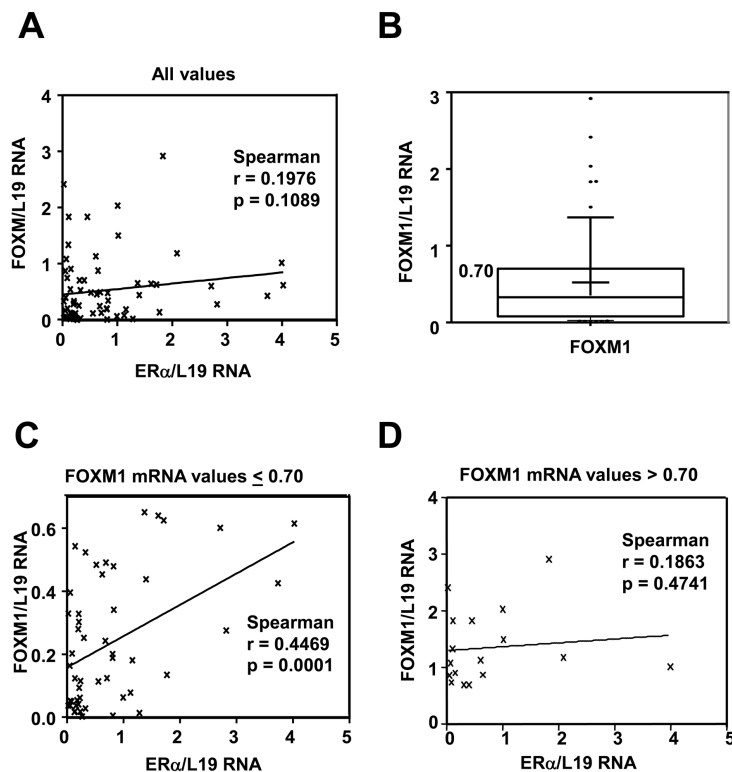 A
All values
4
3
2
1
0
FOXM/L19 RNA
Spearman
r = 0.1976
p = 0.1089
0 1 2 3 4 5
ERα/L19 RNA
B
3
2
1
0
FOXM1/L19 RNA
0.70
FOXM1
C
FOXM1 mRNA values ≤ 0.70
0.6
0.4
0.2
0.0
FOXM1/L19 RNA
Spearman
r = 0.4469
p = 0.0001
0 1 2 3 4 5
ERα/L19 RNA
D
FOXM1 mRNA values > 0.70
4
3
2
1
0
FOXM1/L19 RNA
Spearman
r = 0.1863
p = 0.4741
0 1 2 3 4 5
ERα/L19 RNA